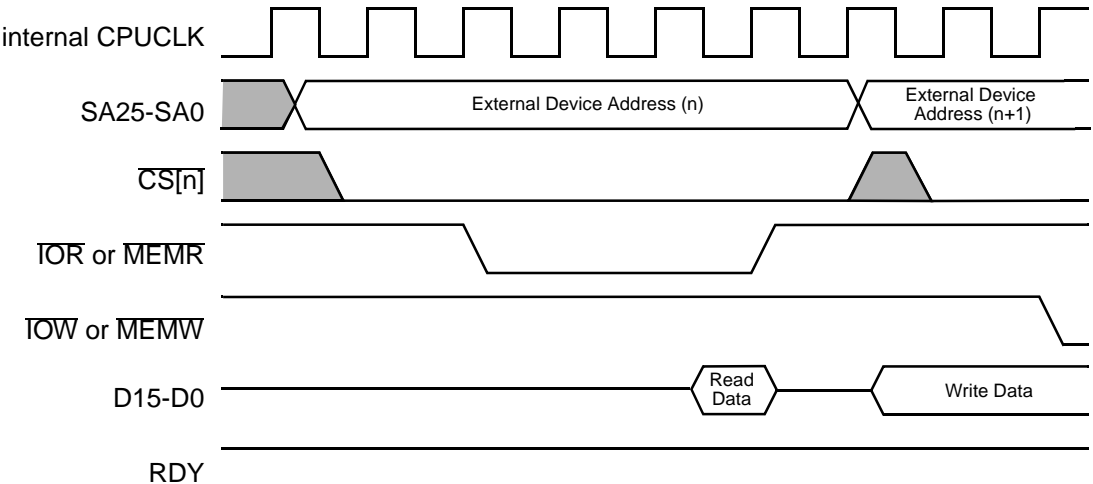 internal CPUCLK
SA25-SA0
External Device Address (n)
External Device
Address (n+1)
CS[n]
IOR or MEMR
IOW or MEMW
D15-D0
Read
Data
Write Data
RDY